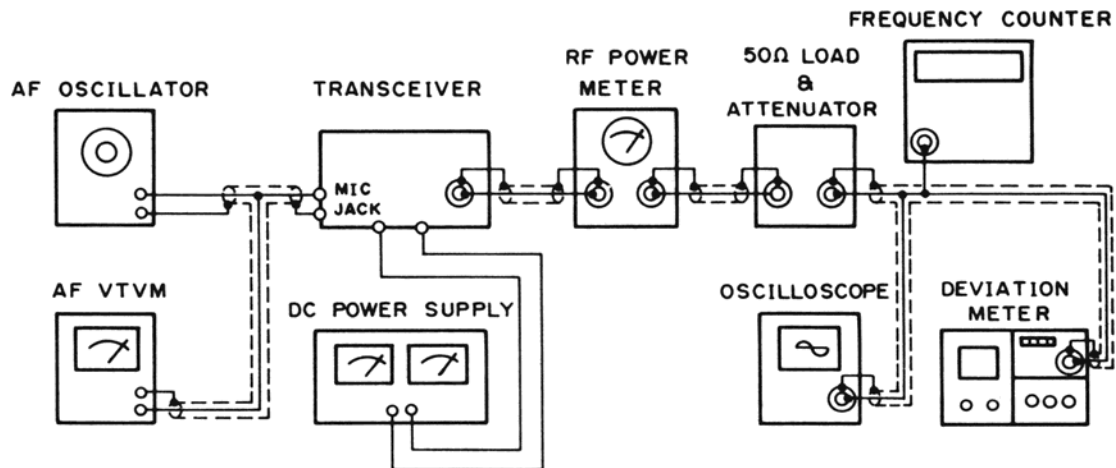 FREQUENCY COUNTER
50Ω LOAD
&
ATTENUATOR
RF POWER
METER
TRANSCEIVER
AF OSCILLATOR
MIC
JACK
AF VTVM
DC POWER SUPPLY
OSCILLOSCOPE
DEVIATION
METER